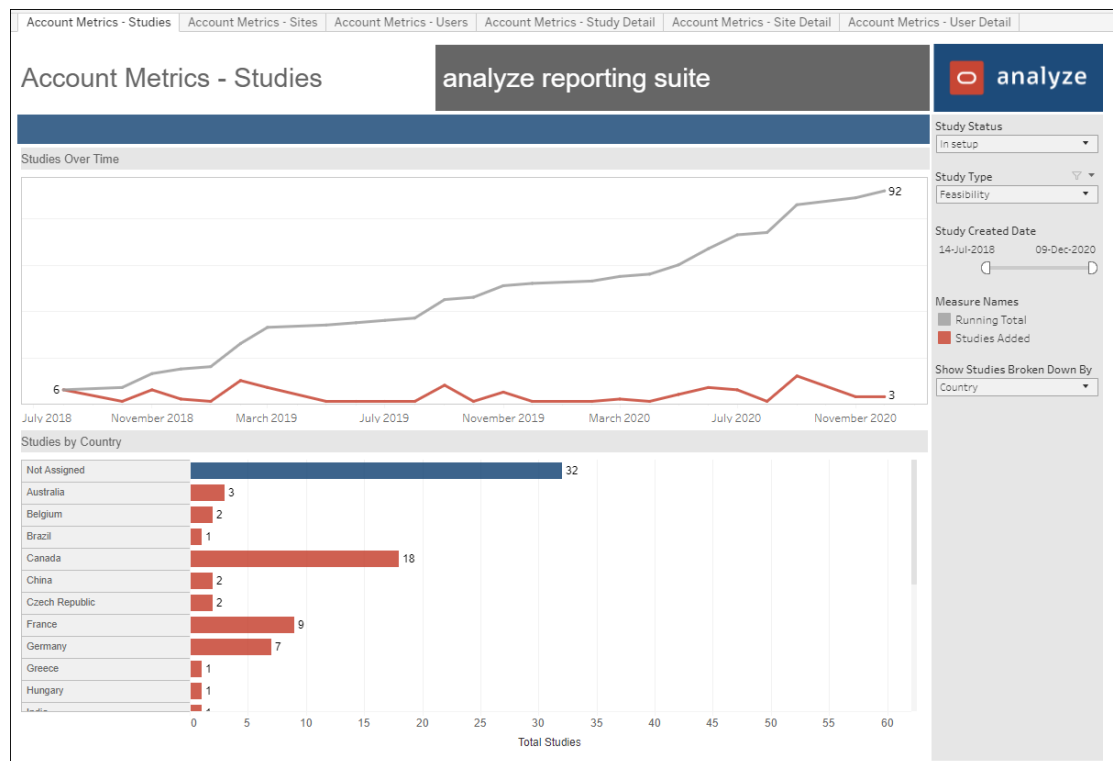 Account Metrics - Studies
Account Metrics - Sites
Account Metrics - Users
Account Metrics - Study Detail
Account Metrics - Site Detail
Account Metrics - User Detail
Account Metrics - Studies
analyze reporting suite
analyze
Studies Over Time
92
6
3
July 2018
November 2018
March 2019
July 2019
November 2019
March 2020
July 2020
November 2020
Studies by Country
Not Assigned 32
Australia 3
Belgium 2
Brazil 1
Canada 18
China 2
Czech Republic 2
France 9
Germany 7
Greece 1
Hungary 1
India 1
0 5 10 15 20 25 30 35 40 45 50 55 60
Total Studies
Study Status
In setup
Study Type
Feasibility
Study Created Date
14-Jul-2018 09-Dec-2020
Measure Names
Running Total
Studies Added
Show Studies Broken Down By
Country